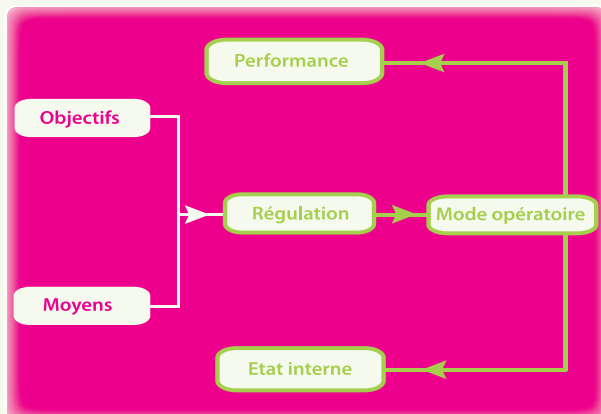 Performance
Objectifs
Régulation
Mode opératoire
Moyens
Etat interne